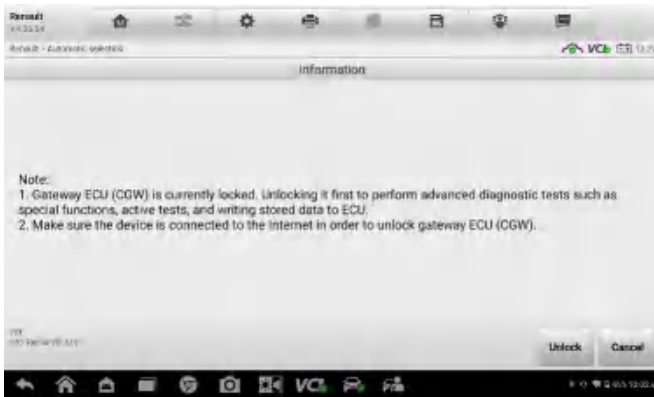 Renault
Renault > Automatic selection
VCI
Information
Note:
1. Gateway ECU (CGW) is currently locked. Unlocking it first to perform advanced diagnostic tests such as
special functions, active tests, and writing stored data to ECU.
2. Make sure the device is connected to the Internet in order to unlock gateway ECU (CGW).
Unlock
Cancel
VCI